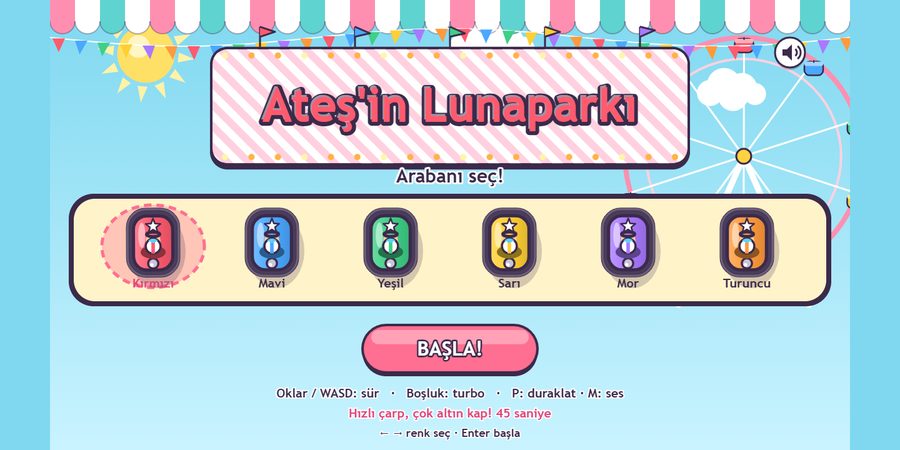 Ateş'in Lunaparkı
Arabanı seç!
Kırmızı Mavi Yeşil Sarı Mor Turuncu
BAŞLA!
Oklar / WASD: sür · Boşluk: turbo · P: duraklat · M: ses
Hızlı çarp, çok altın kap! 45 saniye
← → renk seç · Enter başla